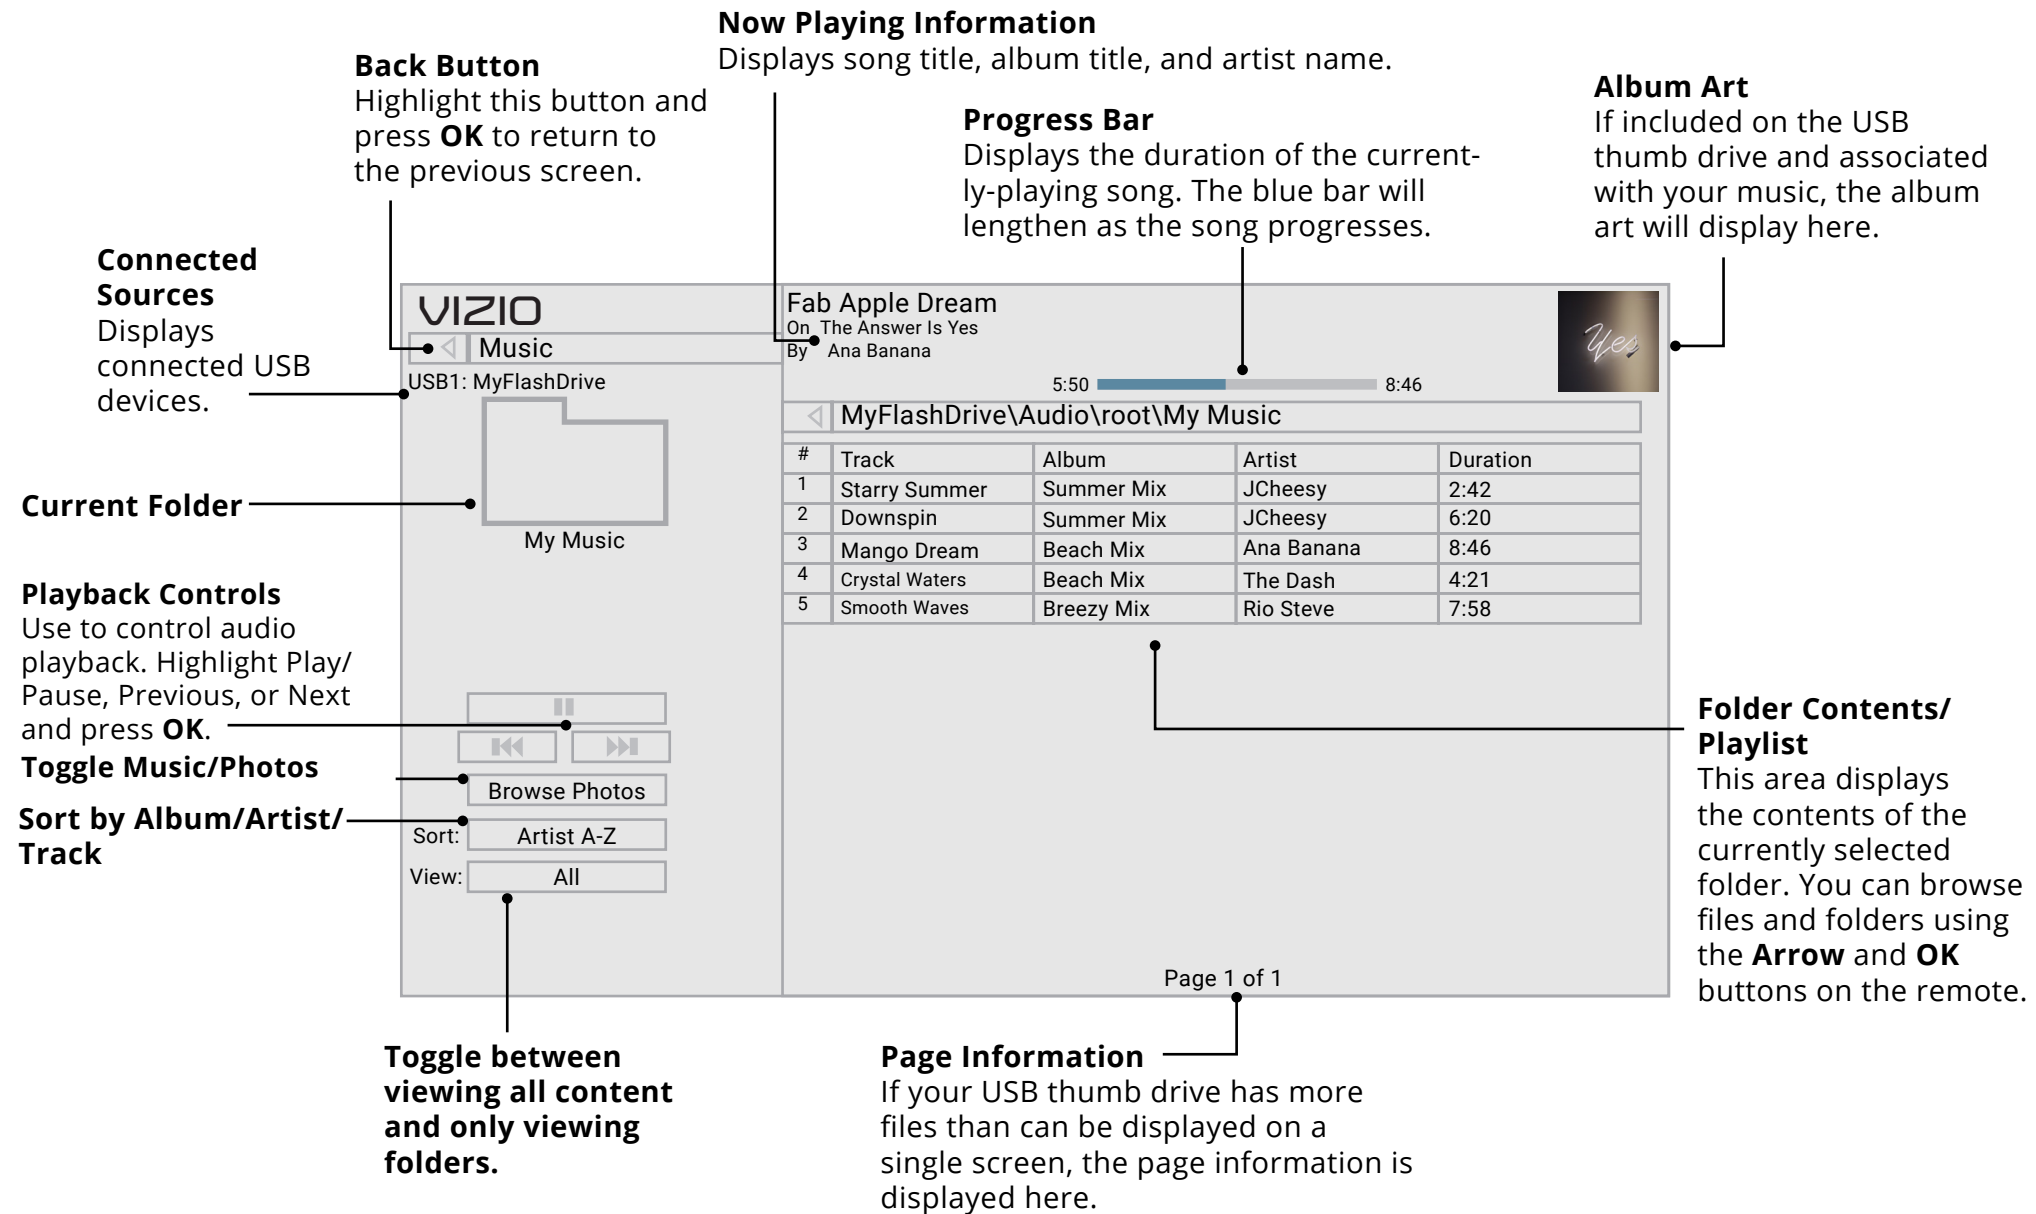 Now Playing Information
Displays song title, album title, and artist name.
Back Button
Highlight this button and
press OK to return to
the previous screen.
Progress Bar
Displays the duration of the current-
ly-playing song. The blue bar will
lengthen as the song progresses.
Album Art
If included on the USB
thumb drive and associated
with your music, the album
art will display here.
Connected
Sources
Displays
connected USB
devices.
Current Folder
Playback Controls
Use to control audio
playback. Highlight Play/
Pause, Previous, or Next
and press OK.
Toggle Music/Photos
Sort by Album/Artist/
Track
VIZIO
Music
USB1: MyFlashDrive
My Music
Browse Photos
Sort: Artist A-Z
View: All
Fab Apple Dream
On The Answer Is Yes
By Ana Banana
5:50 8:46
Yes
MyFlashDrive\Audio\root\My Music
# Track Album Artist Duration
1 Starry Summer Summer Mix JCheesy 2:42
2 Downspin Summer Mix JCheesy 6:20
3 Mango Dream Beach Mix Ana Banana 8:46
4 Crystal Waters Beach Mix The Dash 4:21
5 Smooth Waves Breezy Mix Rio Steve 7:58
Page 1 of 1
Folder Contents/
Playlist
This area displays
the contents of the
currently selected
folder. You can browse
files and folders using
the Arrow and OK
buttons on the remote.
Toggle between
viewing all content
and only viewing
folders.
Page Information
If your USB thumb drive has more
files than can be displayed on a
single screen, the page information is
displayed here.